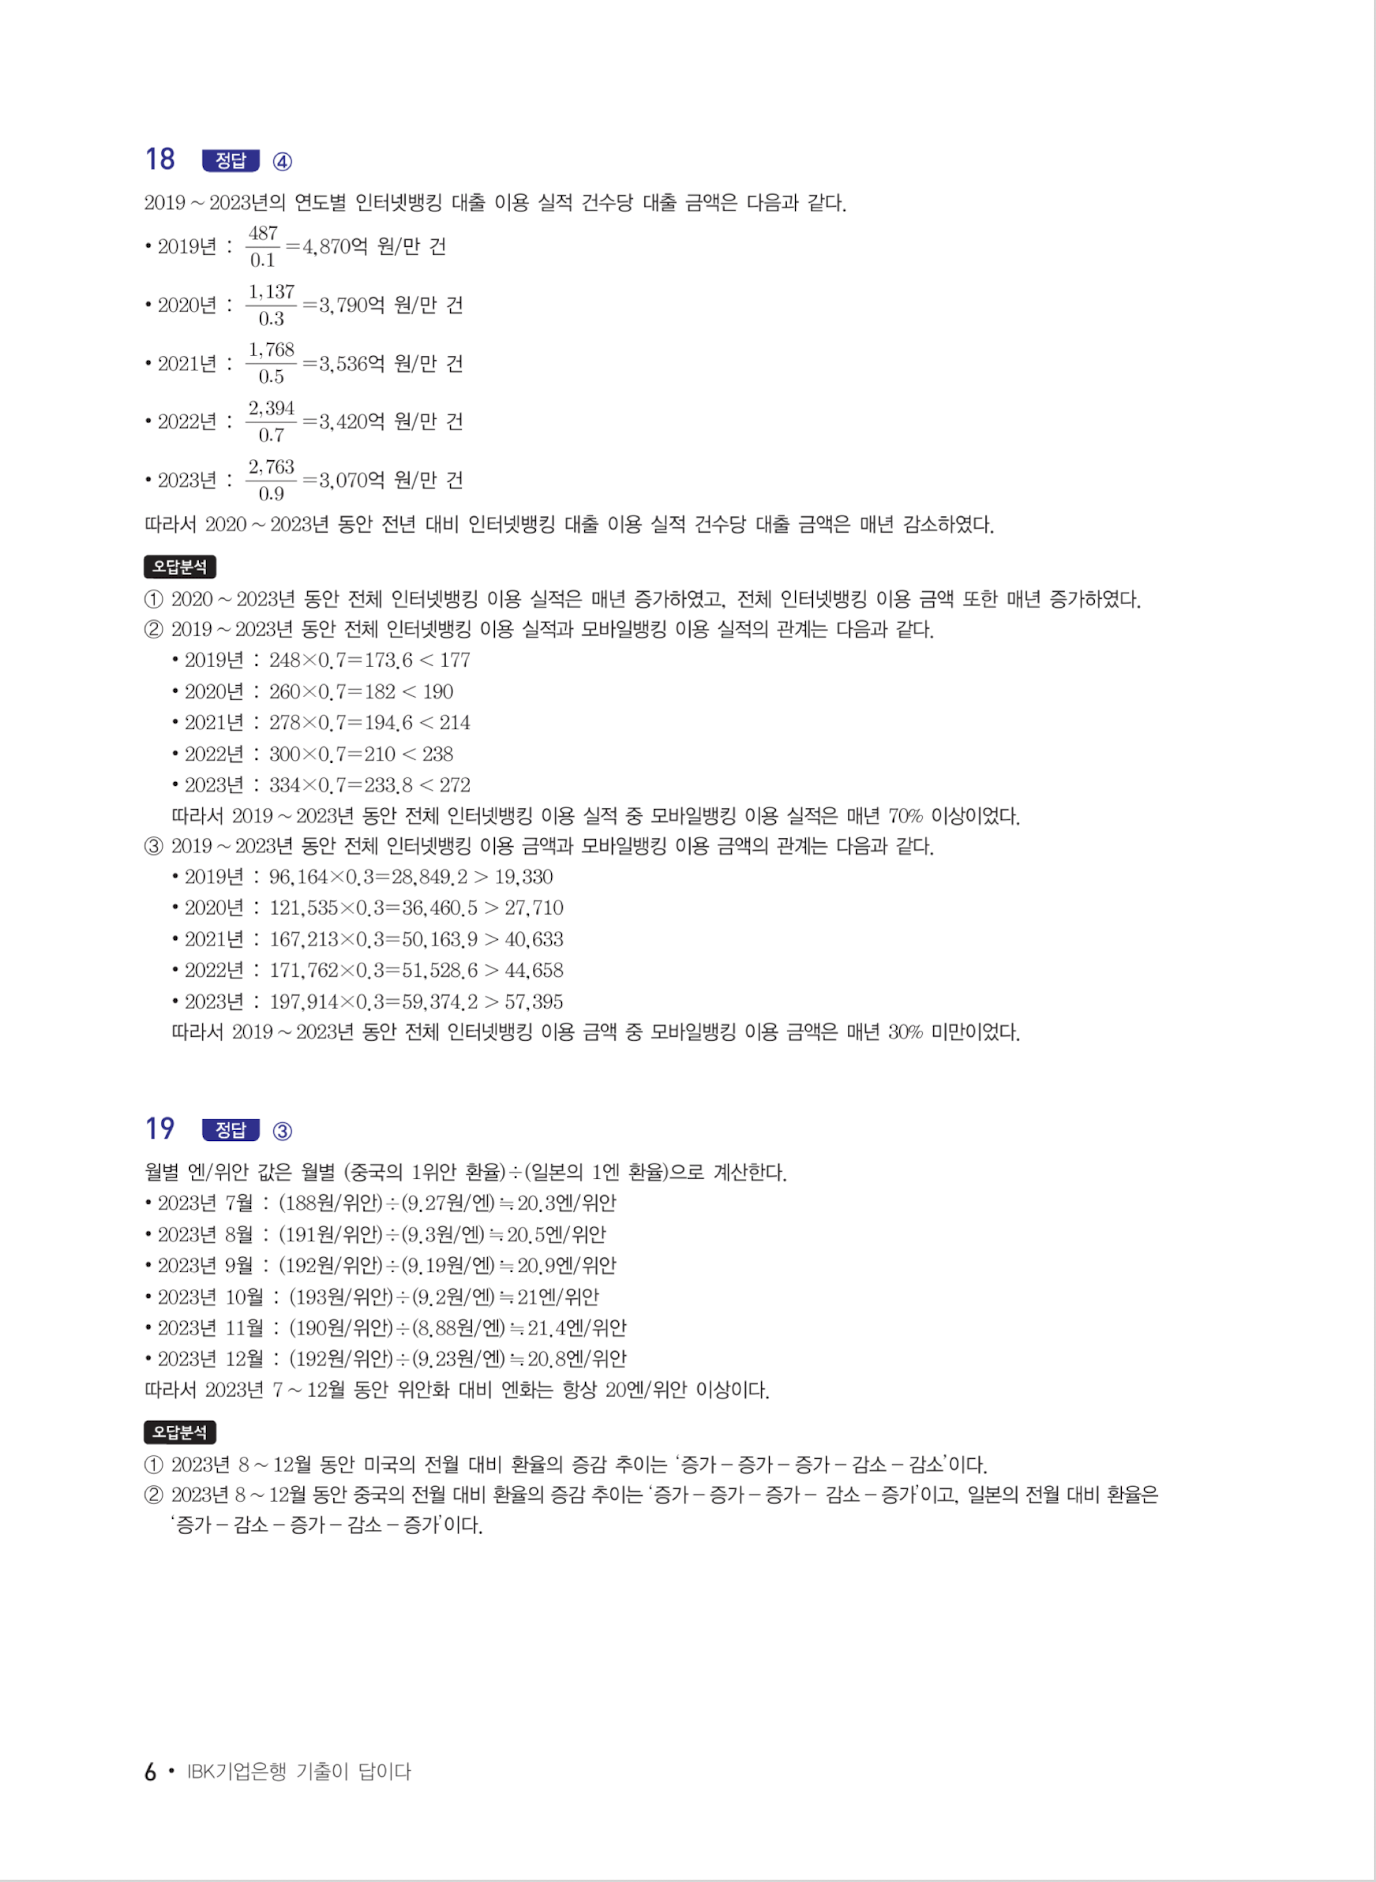 18 정답 ④
2019～2023년의 연도별 인터넷뱅킹 대출 이용 실적 건수당 대출 금액은 다음과 같다.
• 2019년 : 487/0.1 =4,870억 원/만 건
• 2020년 : 1,137/0.3 =3,790억 원/만 건
• 2021년 : 1,768/0.5 =3,536억 원/만 건
• 2022년 : 2,394/0.7 =3,420억 원/만 건
• 2023년 : 2,763/0.9 =3,070억 원/만 건
따라서 2020～2023년 동안 전년 대비 인터넷뱅킹 대출 이용 실적 건수당 대출 금액은 매년 감소하였다.
오답분석
① 2020～2023년 동안 전체 인터넷뱅킹 이용 실적은 매년 증가하였고, 전체 인터넷뱅킹 이용 금액 또한 매년 증가하였다.
② 2019～2023년 동안 전체 인터넷뱅킹 이용 실적과 모바일뱅킹 이용 실적의 관계는 다음과 같다.
• 2019년 : 248×0.7=173.6 < 177
• 2020년 : 260×0.7=182 < 190
• 2021년 : 278×0.7=194.6 < 214
• 2022년 : 300×0.7=210 < 238
• 2023년 : 334×0.7=233.8 < 272
따라서 2019～2023년 동안 전체 인터넷뱅킹 이용 실적 중 모바일뱅킹 이용 실적은 매년 70% 이상이었다.
③ 2019～2023년 동안 전체 인터넷뱅킹 이용 금액과 모바일뱅킹 이용 금액의 관계는 다음과 같다.
• 2019년 : 96,164×0.3=28,849.2 > 19,330
• 2020년 : 121,535×0.3=36,460.5 > 27,710
• 2021년 : 167,213×0.3=50,163.9 > 40,633
• 2022년 : 171,762×0.3=51,528.6 > 44,658
• 2023년 : 197,914×0.3=59,374.2 > 57,395
따라서 2019～2023년 동안 전체 인터넷뱅킹 이용 금액 중 모바일뱅킹 이용 금액은 매년 30% 미만이었다.
19 정답 ③
월별 엔/위안 값은 월별 (중국의 1위안 환율)÷(일본의 1엔 환율)으로 계산한다.
• 2023년 7월 : (188원/위안)÷(9.27원/엔)≒20.3엔/위안
• 2023년 8월 : (191원/위안)÷(9.3원/엔)≒20.5엔/위안
• 2023년 9월 : (192원/위안)÷(9.19원/엔)≒20.9엔/위안
• 2023년 10월 : (193원/위안)÷(9.2원/엔)≒21엔/위안
• 2023년 11월 : (190원/위안)÷(8.88원/엔)≒21.4엔/위안
• 2023년 12월 : (192원/위안)÷(9.23원/엔)≒20.8엔/위안
따라서 2023년 7～12월 동안 위안화 대비 엔화는 항상 20엔/위안 이상이다.
오답분석
① 2023년 8～12월 동안 미국의 전월 대비 환율의 증감 추이는 ‘증가－증가－증가－감소－감소’이다.
② 2023년 8～12월 동안 중국의 전월 대비 환율의 증감 추이는 ‘증가－증가－증가－ 감소－증가’이고, 일본의 전월 대비 환율은
‘증가－감소－증가－감소－증가’이다.
6 • IBK기업은행 기출이 답이다